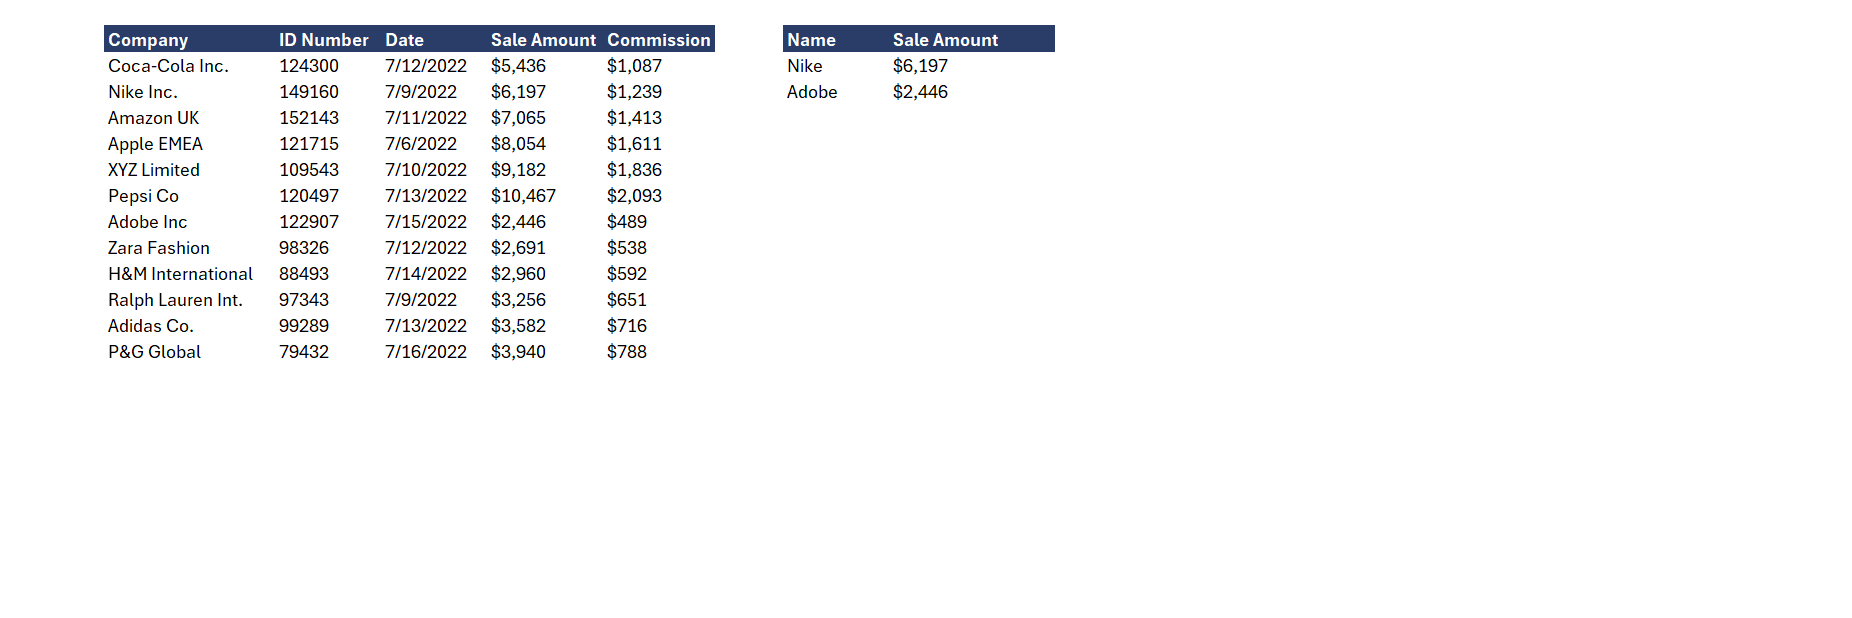 Company ID Number Date Sale Amount Commission Name Sale Amount
Coca-Cola Inc. 124300 7/12/2022 $5,436 $1,087 Nike $6,197
Nike Inc. 149160 7/9/2022 $6,197 $1,239 Adobe $2,446
Amazon UK 152143 7/11/2022 $7,065 $1,413
Apple EMEA 121715 7/6/2022 $8,054 $1,611
XYZ Limited 109543 7/10/2022 $9,182 $1,836
Pepsi Co 120497 7/13/2022 $10,467 $2,093
Adobe Inc 122907 7/15/2022 $2,446 $489
Zara Fashion 98326 7/12/2022 $2,691 $538
H&M International 88493 7/14/2022 $2,960 $592
Ralph Lauren Int. 97343 7/9/2022 $3,256 $651
Adidas Co. 99289 7/13/2022 $3,582 $716
P&G Global 79432 7/16/2022 $3,940 $788